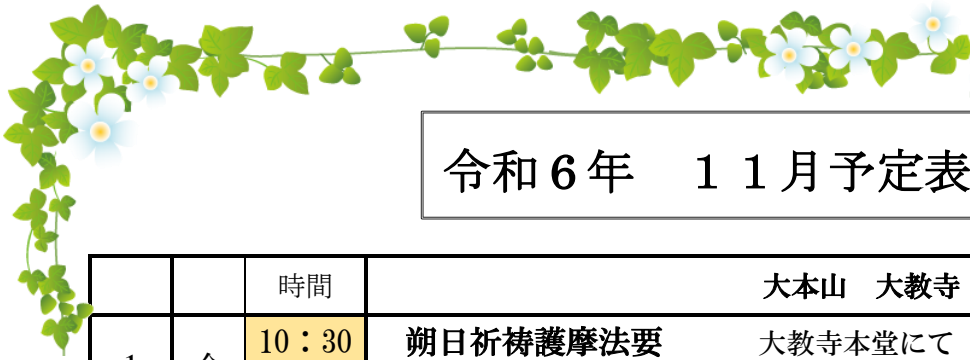 令和６年　１１月予定表
時間　大本山　大教寺
10：30　朔日祈祷護摩法要　大教寺本堂にて